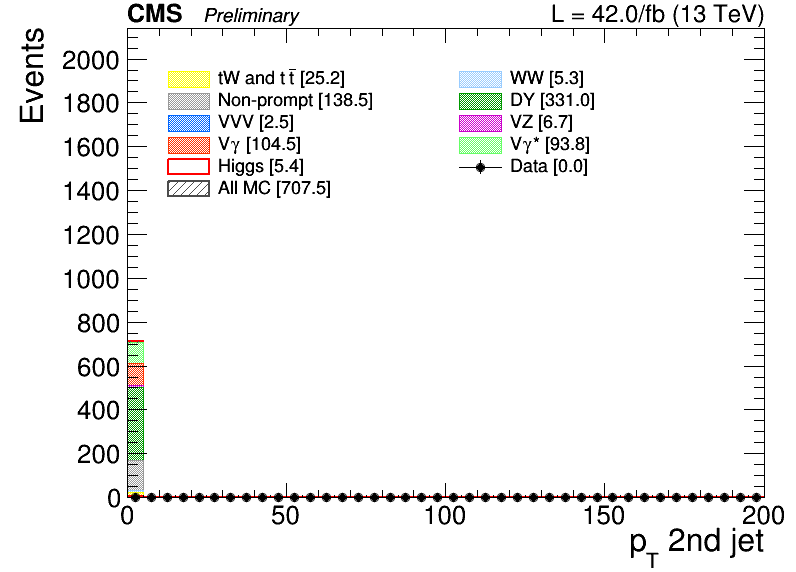 CMS Preliminary L = 42.0/fb (13 TeV)
Events
2000
1800
1600
1400
1200
1000
800
600
400
200
0
tW and tt̄ [25.2]
Non-prompt [138.5]
VVV [2.5]
Vγ [104.5]
Higgs [5.4]
All MC [707.5]
WW [5.3]
DY [331.0]
VZ [6.7]
Vγ* [93.8]
Data [0.0]
0 50 100 150 200
p_T 2nd jet